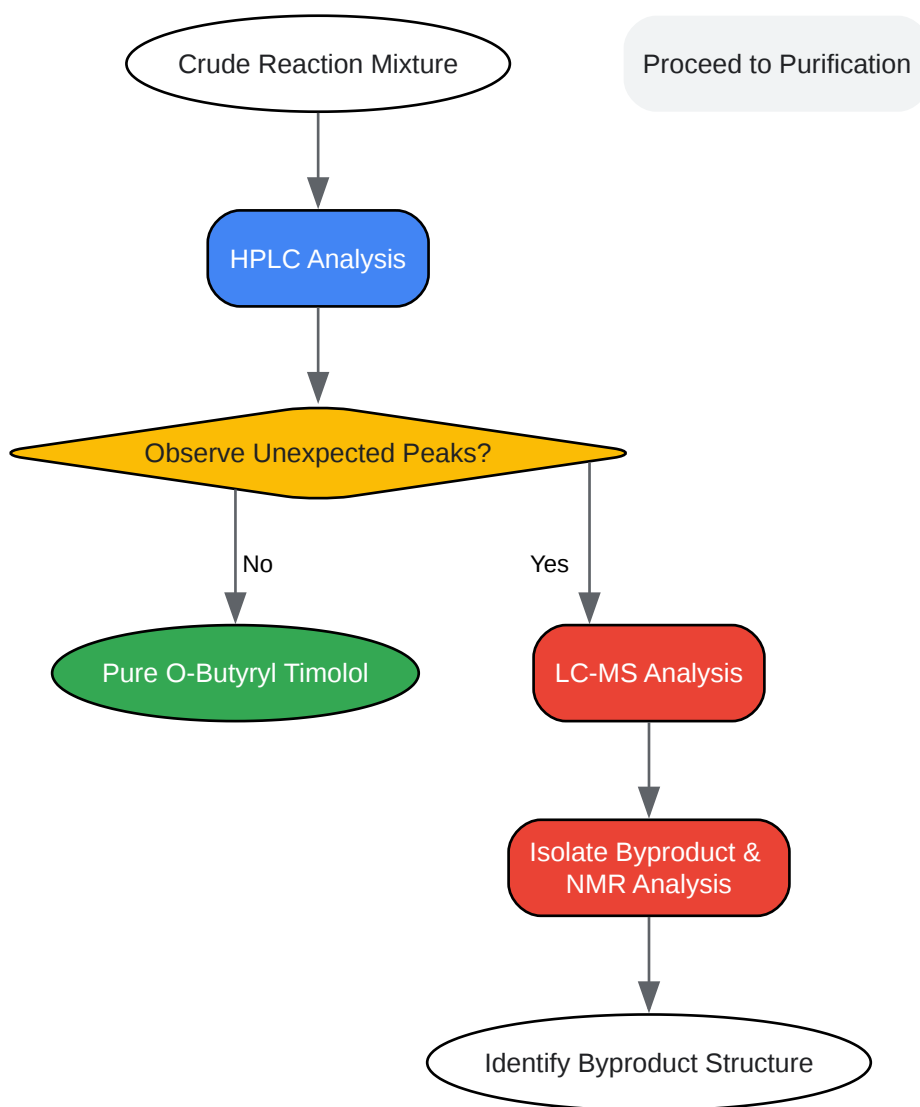 Crude Reaction Mixture
Proceed to Purification
HPLC Analysis
Observe Unexpected Peaks?
No
Yes
Pure O-Butyryl Timolol
LC-MS Analysis
Isolate Byproduct &
NMR Analysis
Identify Byproduct Structure